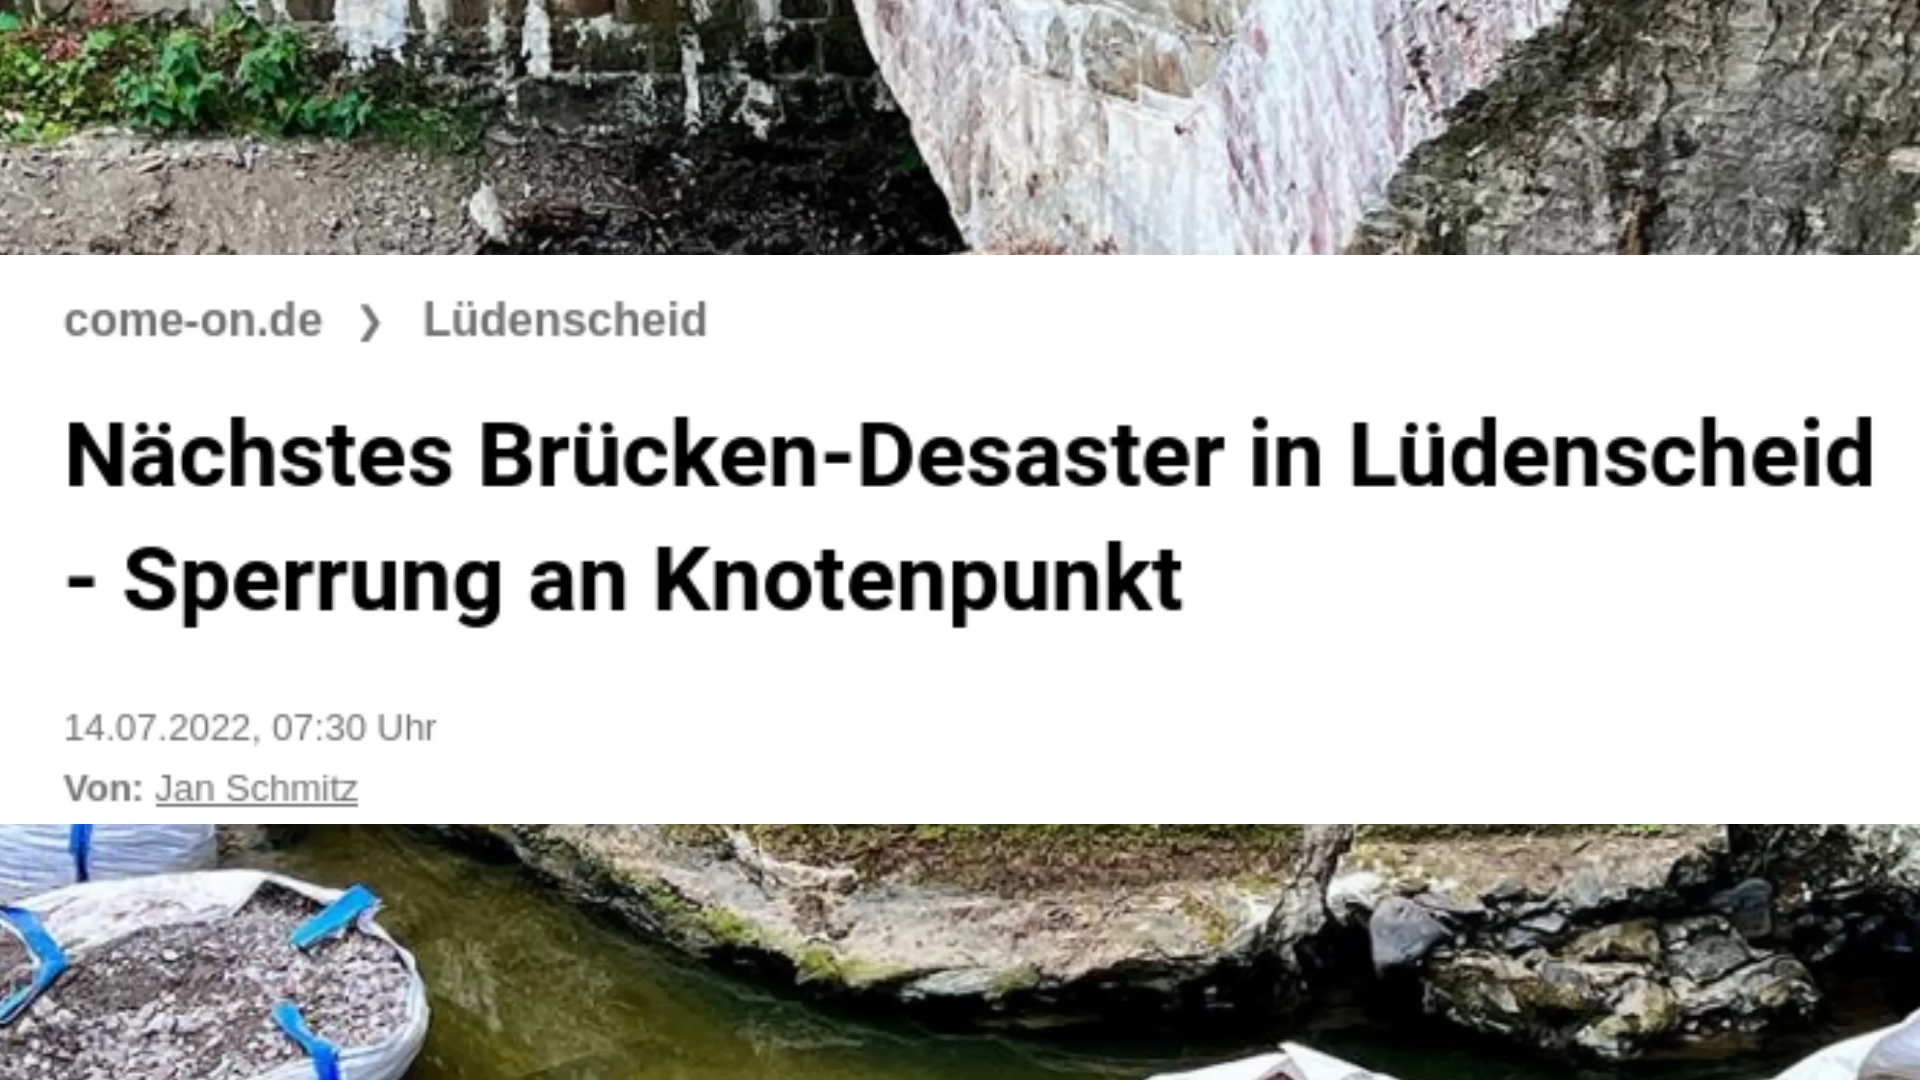 come-on.de ❯ Lüdenscheid
Nächstes Brücken-Desaster in Lüdenscheid
- Sperrung an Knotenpunkt
14.07.2022, 07:30 Uhr
Von: Jan Schmitz